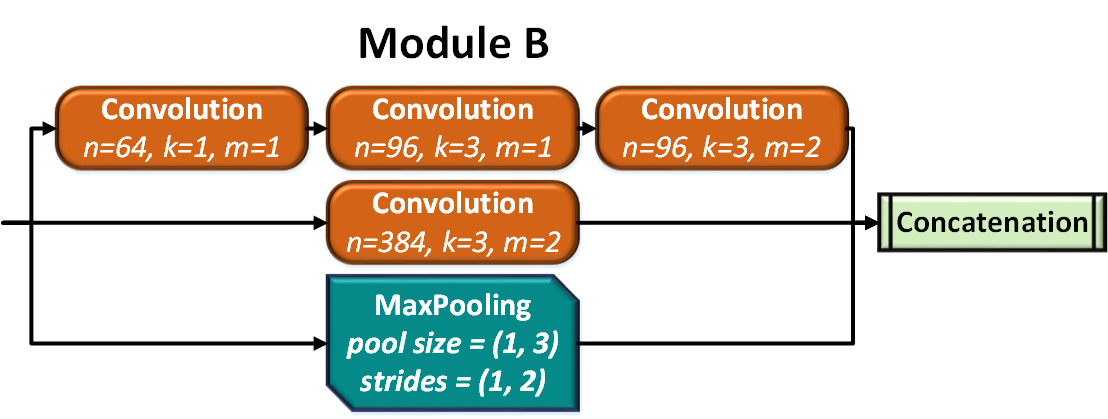 Module B
Convolution
n=64, k=1, m=1
Convolution
n=96, k=3, m=1
Convolution
n=96, k=3, m=2
Convolution
n=384, k=3, m=2
Concatenation
MaxPooling
pool size = (1, 3)
strides = (1, 2)